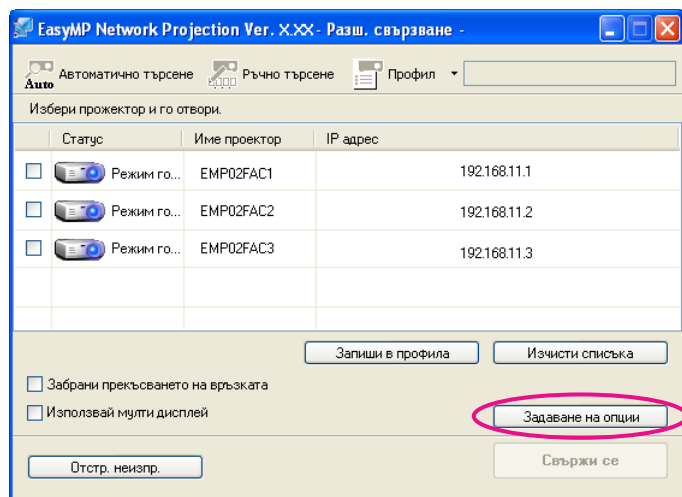 EasyMP Network Projection Ver. X.XX - Разш. свързване -
Auto Автоматично търсене Ръчно търсене Профил
Избери прожектор и го отвори.
Статус Име проектор IP адрес
Режим го... EMP02FAC1 192.168.11.1
Режим го... EMP02FAC2 192.168.11.2
Режим го... EMP02FAC3 192.168.11.3
Запиши в профила Изчисти списъка
Забрани прекъсването на връзката
Използвай мулти дисплей Задаване на опции
Отстр. неизпр. Свържи се